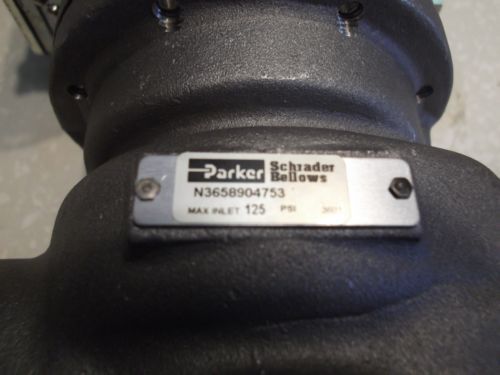 Parker Schrader
Bellows
N3658904753
MAX INLET 125 PSI